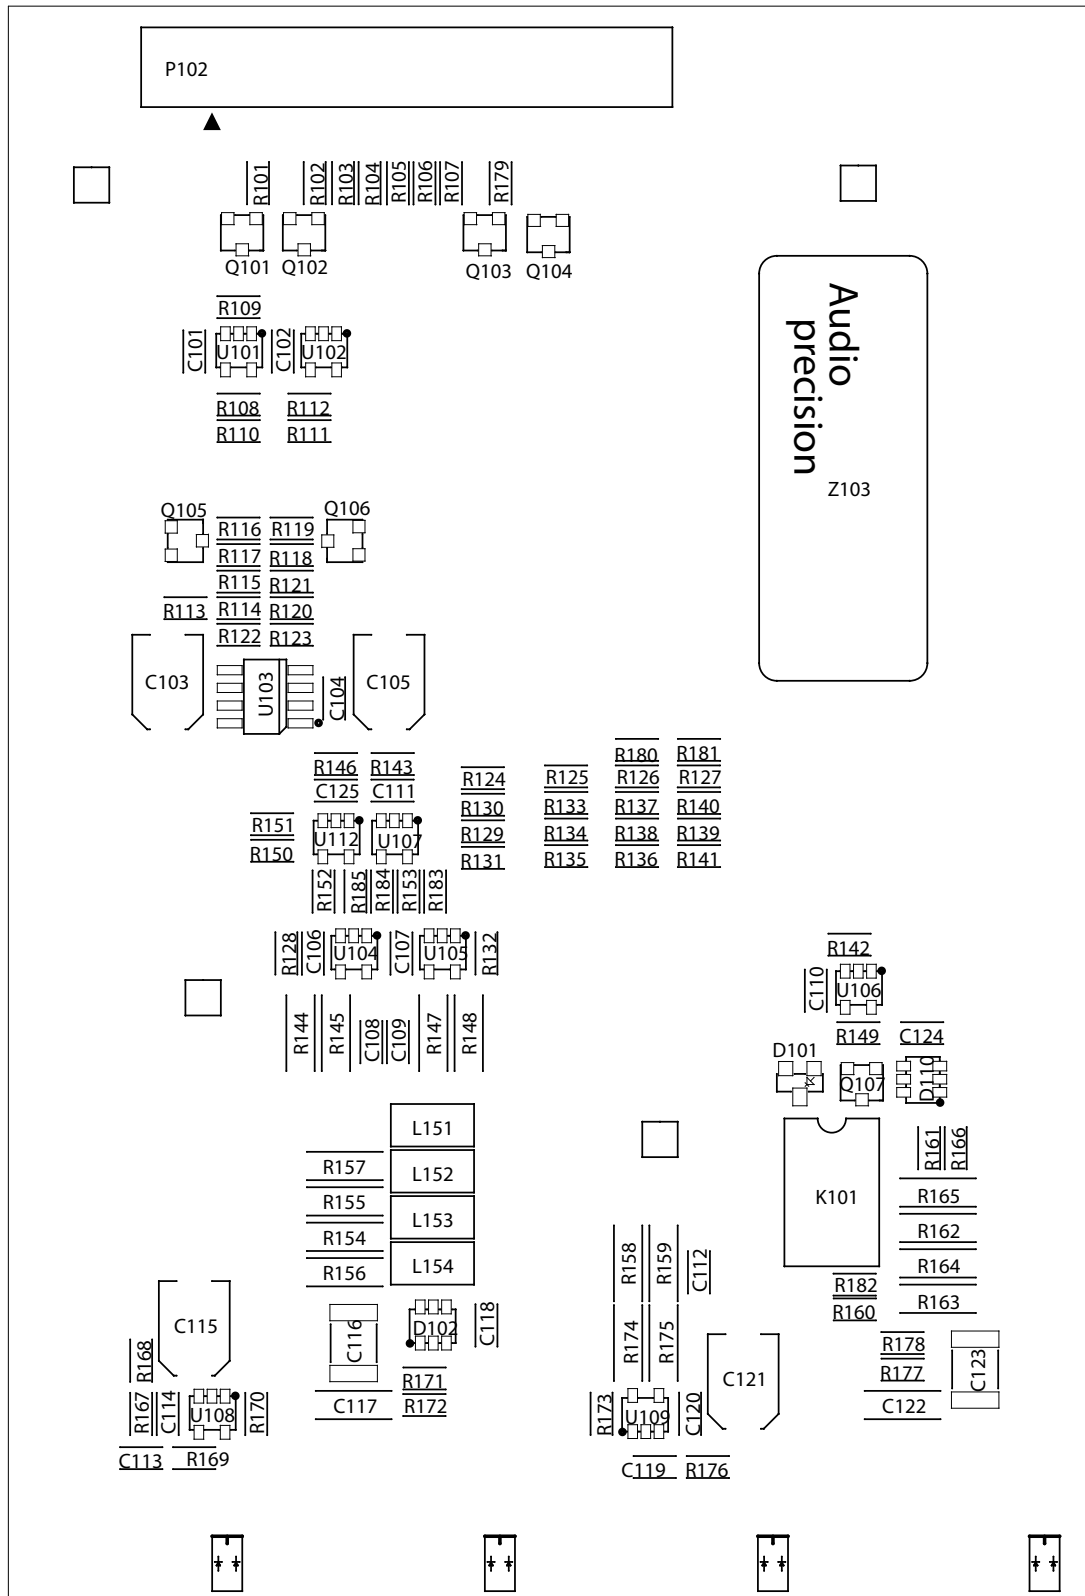 P102
R101 R102 R103 R104 R105 R106 R107 R179
Q101 Q102 Q103 Q104
R109
C101 U101 C102 U102
R108 R112
R110 R111
Audio
precision
Z103
Q105 R116 R119 Q106
R117 R118
R115 R121
R113 R114 R120
R122 R123
C103 U103 C104 C105
R180 R181
R146 R143 R124 R125 R126 R127
C125 C111
R130 R133 R137 R140
R151 U112 U107 R129 R134 R138 R139
R150 R131 R135 R136 R141
R152 R185 R184 R153 R183
R128 C106 U104 C107 U105 R132 R142
C110 U106
R144 R145 C108 C109 R147 R148 R149 C124
D101 Q107 D110
L151
R157 L152 R161 R166
R155 L153 K101 R165
R154 R162
R156 L154 R158 R159 C112 R164
R182
R160 R163
C115 C116 D102 C118 R174 R175
R168 R171 C121 R178 C123
R177
R167 C114 U108 R170 C117 R172 R173 U109 C120 C122
C113 R169 C119 R176